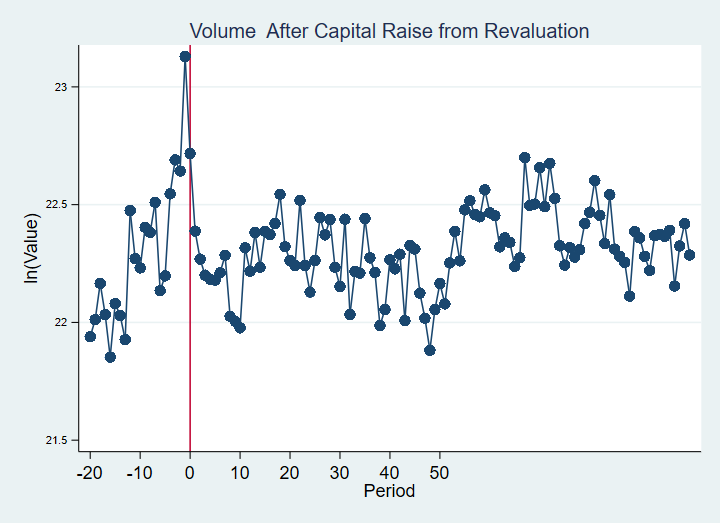 Volume  After Capital Raise from Revaluation
23
22.5
22
21.5
ln(Value)
-20 -10 0 10 20 30 40 50
Period